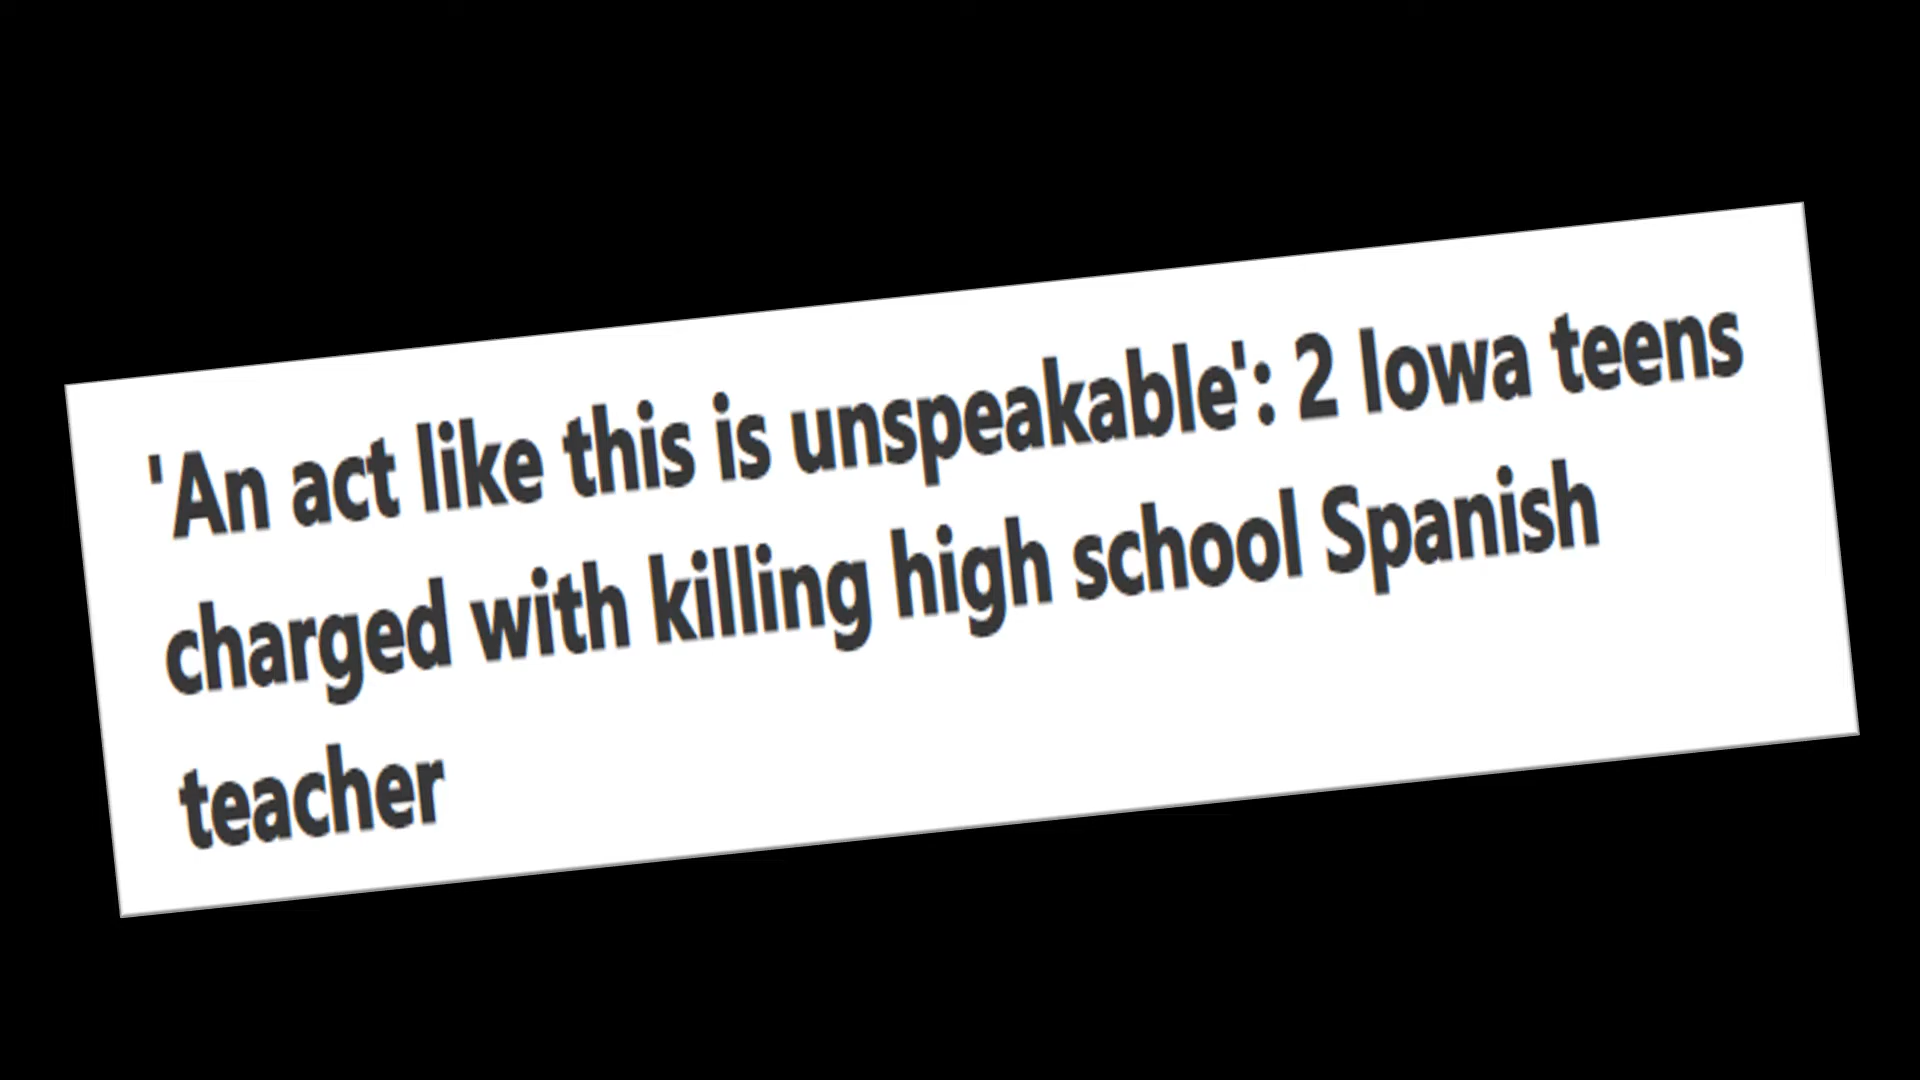 'An act like this is unspeakable': 2 Iowa teens
charged with killing high school Spanish
teacher